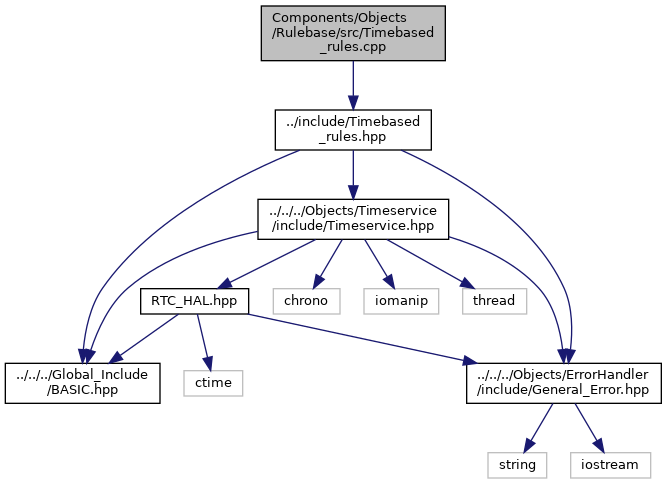 Components/Objects
/Rulebase/src/Timebased
_rules.cpp
../include/Timebased
_rules.hpp
../../../Objects/Timeservice
/include/Timeservice.hpp
RTC_HAL.hpp
chrono
iomanip
thread
../../../Global_Include
/BASIC.hpp
ctime
../../../Objects/ErrorHandler
/include/General_Error.hpp
string
iostream